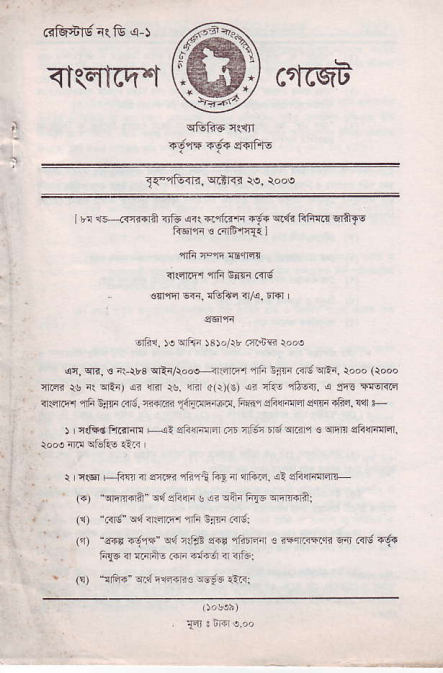 রেজিস্টার্ড নং ডি এ-১
গণপ্রজাতন্ত্রী বাংলাদেশ
সরকার
বাংলাদেশ গেজেট
অতিরিক্ত সংখ্যা
কর্তৃপক্ষ কর্তৃক প্রকাশিত
বৃহস্পতিবার, অক্টোবর ২৩, ২০০৩
[ ৮ম খন্ড—বেসরকারী ব্যক্তি এবং কর্পোরেশন কর্তৃক অর্থের বিনিময়ে জারীকৃত
বিজ্ঞাপন ও নোটিশসমূহ ]
পানি সম্পদ মন্ত্রণালয়
বাংলাদেশ পানি উন্নয়ন বোর্ড
ওয়াপদা ভবন, মতিঝিল বা/এ, ঢাকা।
প্রজ্ঞাপন
তারিখ, ১৩ আশ্বিন ১৪১০/২৮ সেপ্টেম্বর ২০০৩
এস, আর, ও নং-২৮৪ আইন/২০০৩—বাংলাদেশ পানি উন্নয়ন বোর্ড আইন, ২০০০ (২০০০
সালের ২৬ নং আইন) এর ধারা ২৬, ধারা ৫(২)(ঙ) এর সহিত পঠিতব্য, এ প্রদত্ত ক্ষমতাবলে
বাংলাদেশ পানি উন্নয়ন বোর্ড, সরকারের পূর্বানুমোদনক্রমে, নিম্নরূপ প্রবিধানমালা প্রণয়ন করিল, যথা ঃ—
১। সংক্ষিপ্ত শিরোনাম।—এই প্রবিধানমালা সেচ সার্ভিস চার্জ আরোপ ও আদায় প্রবিধানমালা,
২০০৩ নামে অভিহিত হইবে।
২। সংজ্ঞা।—বিষয় বা প্রসঙ্গের পরিপন্থী কিছু না থাকিলে, এই প্রবিধানমালায়—
(ক) “আদায়কারী” অর্থ প্রবিধান ৬ এর অধীন নিযুক্ত আদায়কারী;
(খ) “বোর্ড” অর্থ বাংলাদেশ পানি উন্নয়ন বোর্ড;
(গ) “প্রকল্প কর্তৃপক্ষ” অর্থ সংশ্লিষ্ট প্রকল্প পরিচালনা ও রক্ষণাবেক্ষণের জন্য বোর্ড কর্তৃক
নিযুক্ত বা মনোনীত কোন কর্মকর্তা বা ব্যক্তি;
(ঘ) “মালিক” অর্থে দখলকারও অন্তর্ভুক্ত হইবে;
(১০৬৩৯)
মূল্য ঃ টাকা ৩.০০